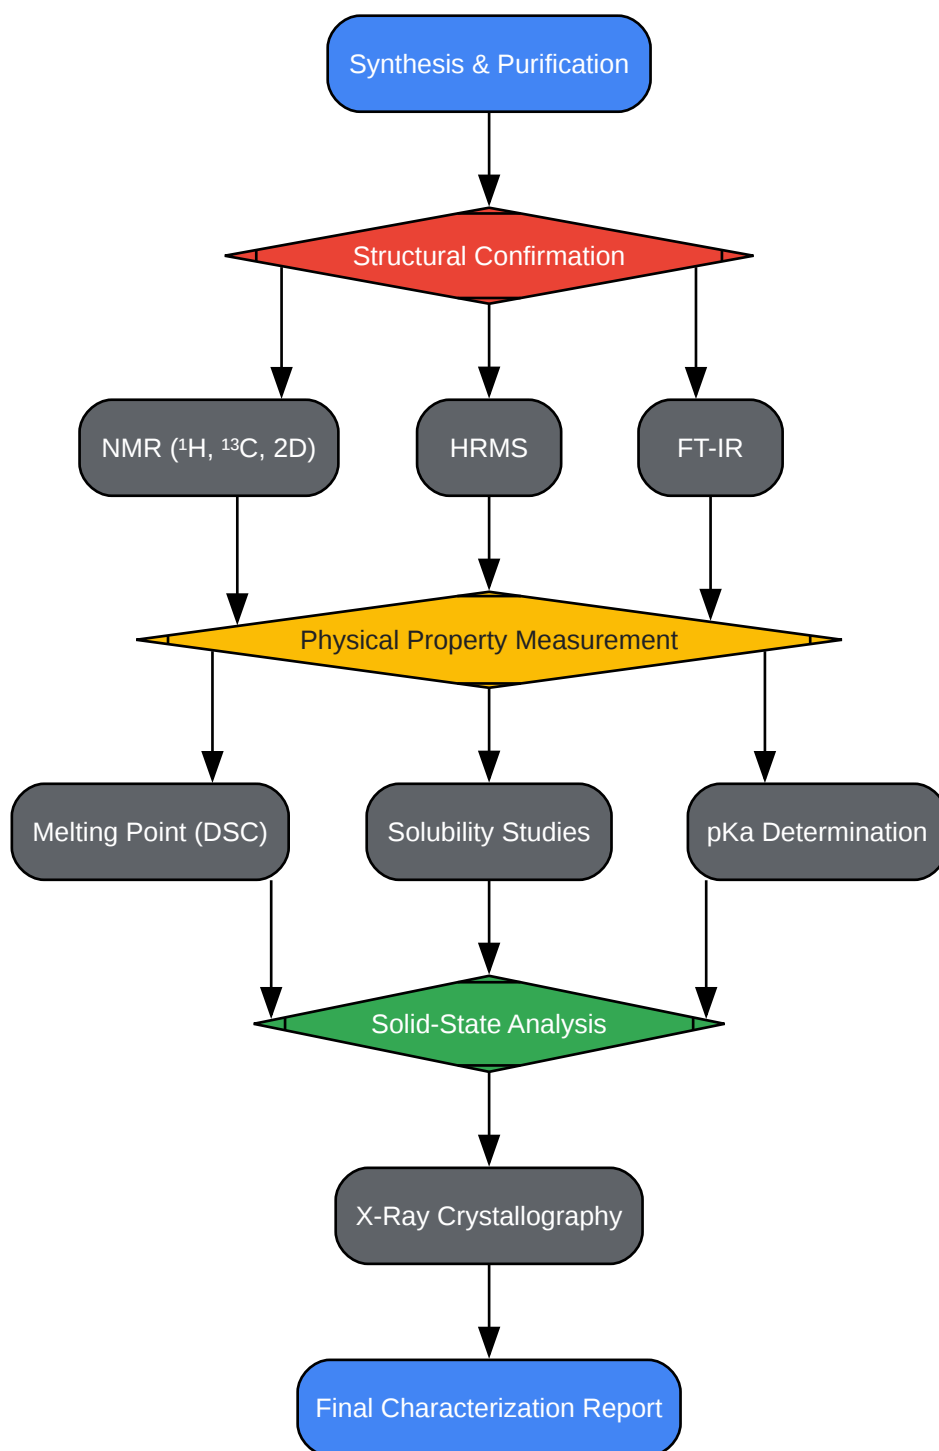 Synthesis & Purification
Structural Confirmation
NMR (¹H, ¹³C, 2D)
HRMS
FT-IR
Physical Property Measurement
Melting Point (DSC)
Solubility Studies
pKa Determination
Solid-State Analysis
X-Ray Crystallography
Final Characterization Report